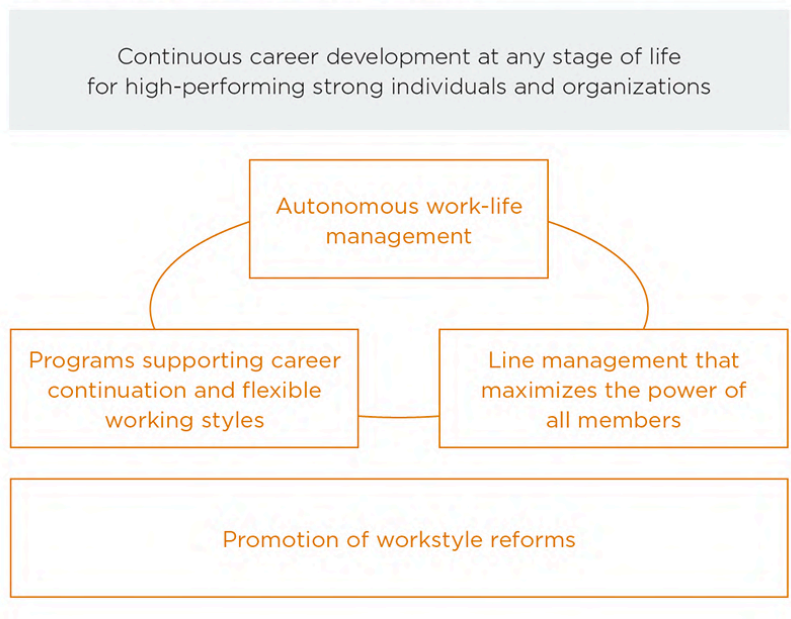 Continuous career development at any stage of life
for high-performing strong individuals and organizations
Autonomous work-life
management
Programs supporting career
continuation and flexible
working styles
Line management that
maximizes the power of
all members
Promotion of workstyle reforms